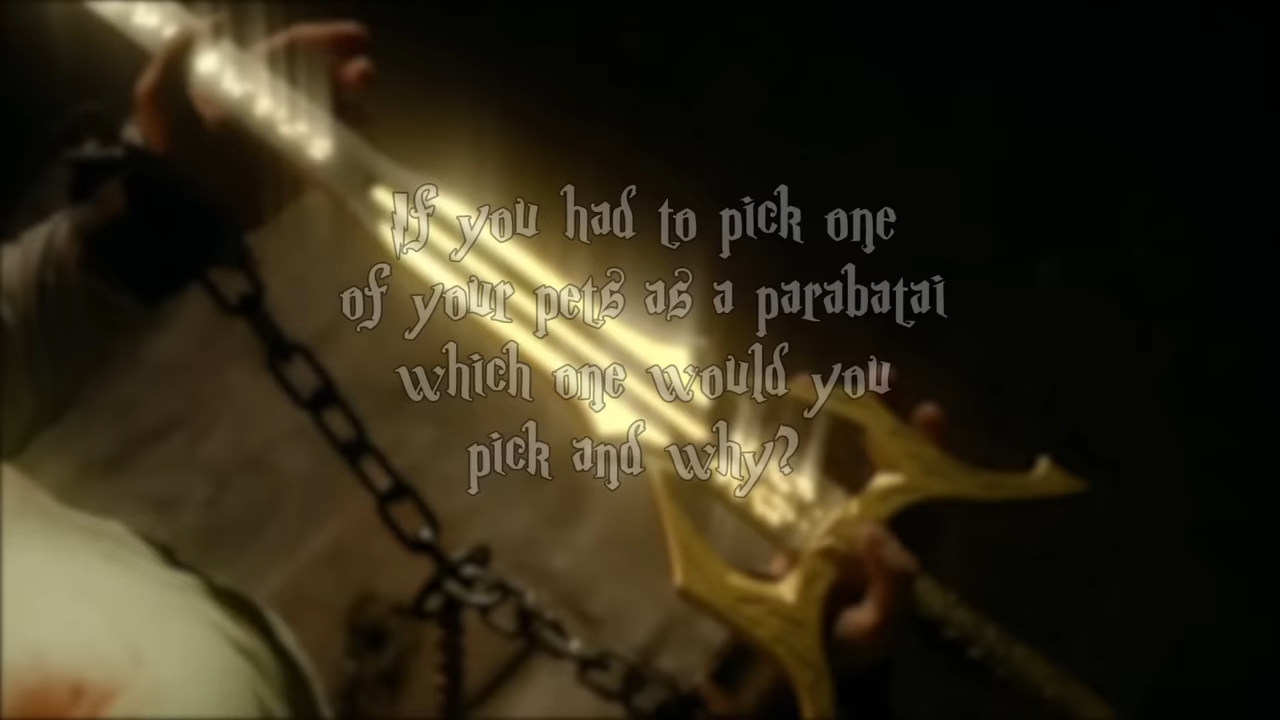 If you had to pick one
of your pets as a parabatai
which one would you
pick and why?